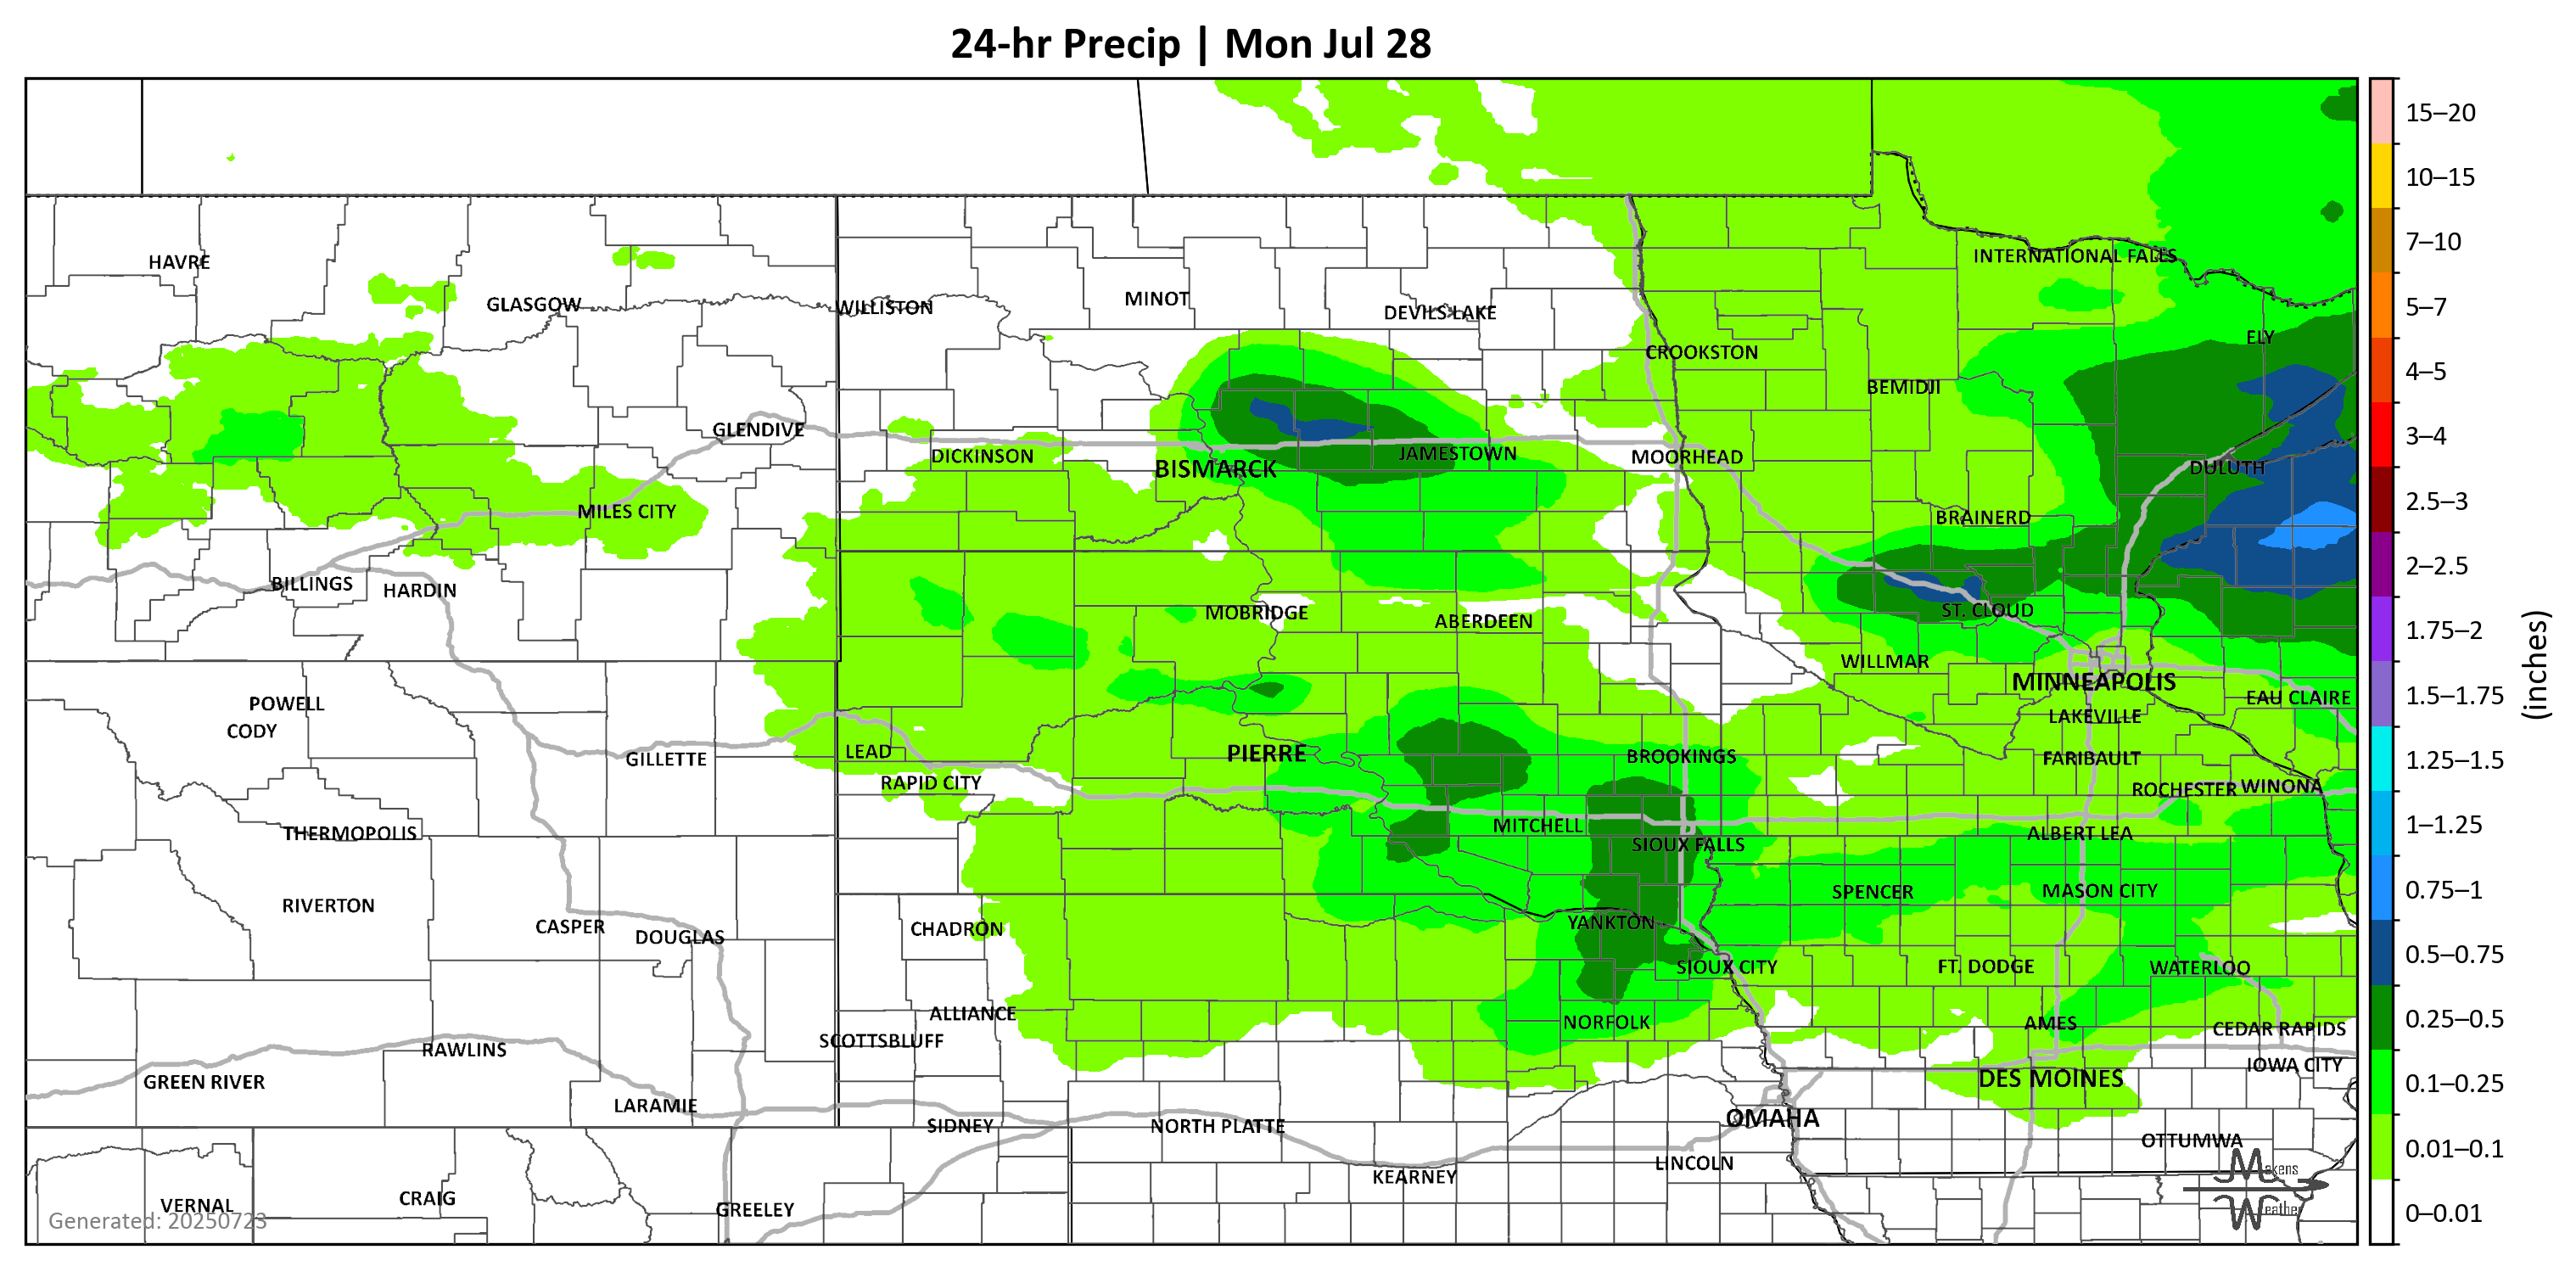 24-hr Precip | Mon Jul 28
15–20
10–15
INTERNATIONAL FALLS
7–10
HAVRE
MINOT
GLASGOW
WILLISTON
DEVILS LAKE
5–7
ELY
CROOKSTON
BEMIDJI
4–5
GLENDIVE
3–4
DICKINSON
JAMESTOWN
MOORHEAD
BISMARCK
DULUTH
2.5–3
MILES CITY
BRAINERD
2–2.5
BILLINGS
HARDIN
MOBRIDGE
ABERDEEN
ST. CLOUD
1.75–2
WILLMAR
MINNEAPOLIS
(inches)
1.5–1.75
EAU CLAIRE
POWELL
LAKEVILLE
CODY
GILLETTE
LEAD
PIERRE
BROOKINGS
FARIBAULT
1.25–1.5
RAPID CITY
ROCHESTER
WINONA
THERMOPOLIS
MITCHELL
ALBERT LEA
1–1.25
SIOUX FALLS
SPENCER
MASON CITY
0.75–1
RIVERTON
CASPER
CHADRON
YANKTON
DOUGLAS
0.5–0.75
SIOUX CITY
FT. DODGE
WATERLOO
ALLIANCE
NORFOLK
AMES
0.25–0.5
CEDAR RAPIDS
SCOTTSBLUFF
RAWLINS
IOWA CITY
GREEN RIVER
DES MOINES
0.1–0.25
LARAMIE
OMAHA
SIDNEY
NORTH PLATTE
OTTUMWA
0.01–0.1
LINCOLN
KEARNEY
Makens
VERNAL
CRAIG
GREELEY
Weather
Generated: 20250723
0–0.01